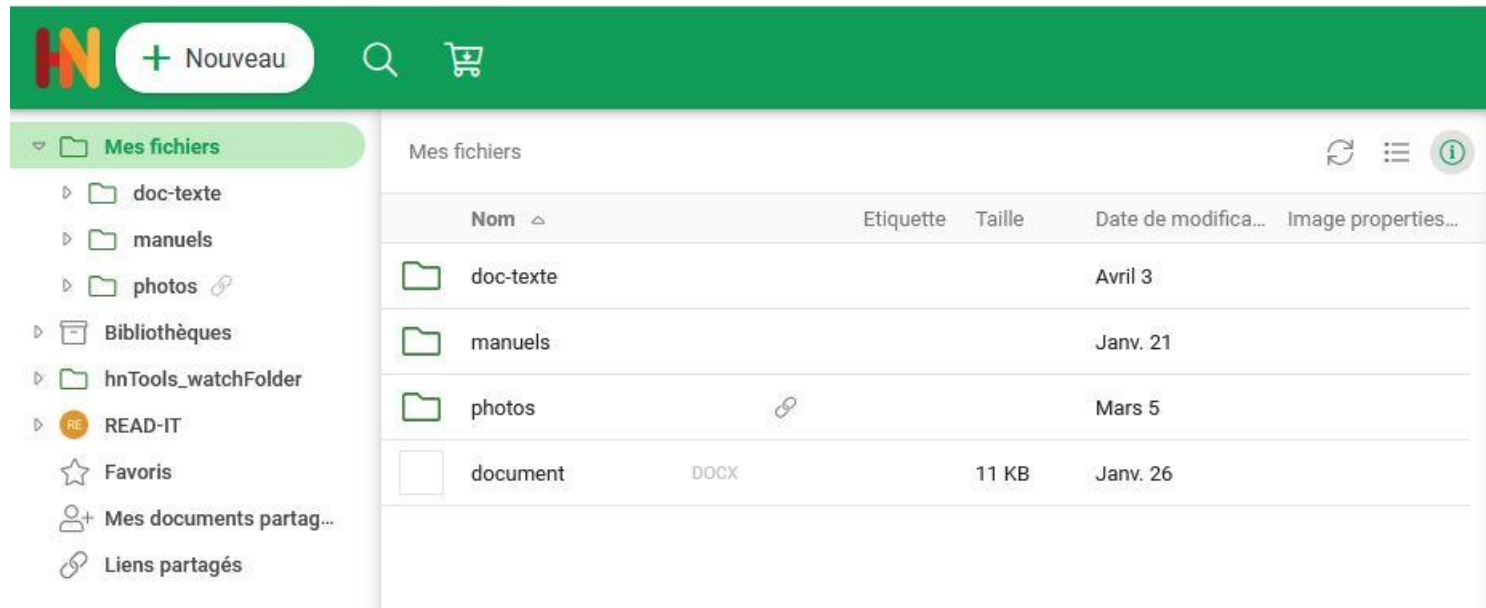 HN
Nouveau
Mes fichiers
doc-texte
manuels
photos
Bibliothèques
hnTools_watchFolder
RE READ-IT
Favoris
Mes documents partag...
Liens partagés
Mes fichiers
Nom Etiquette Taille Date de modifica... Image properties...
doc-texte Avril 3
manuels Janv. 21
photos Mars 5
document DOCX 11 KB Janv. 26